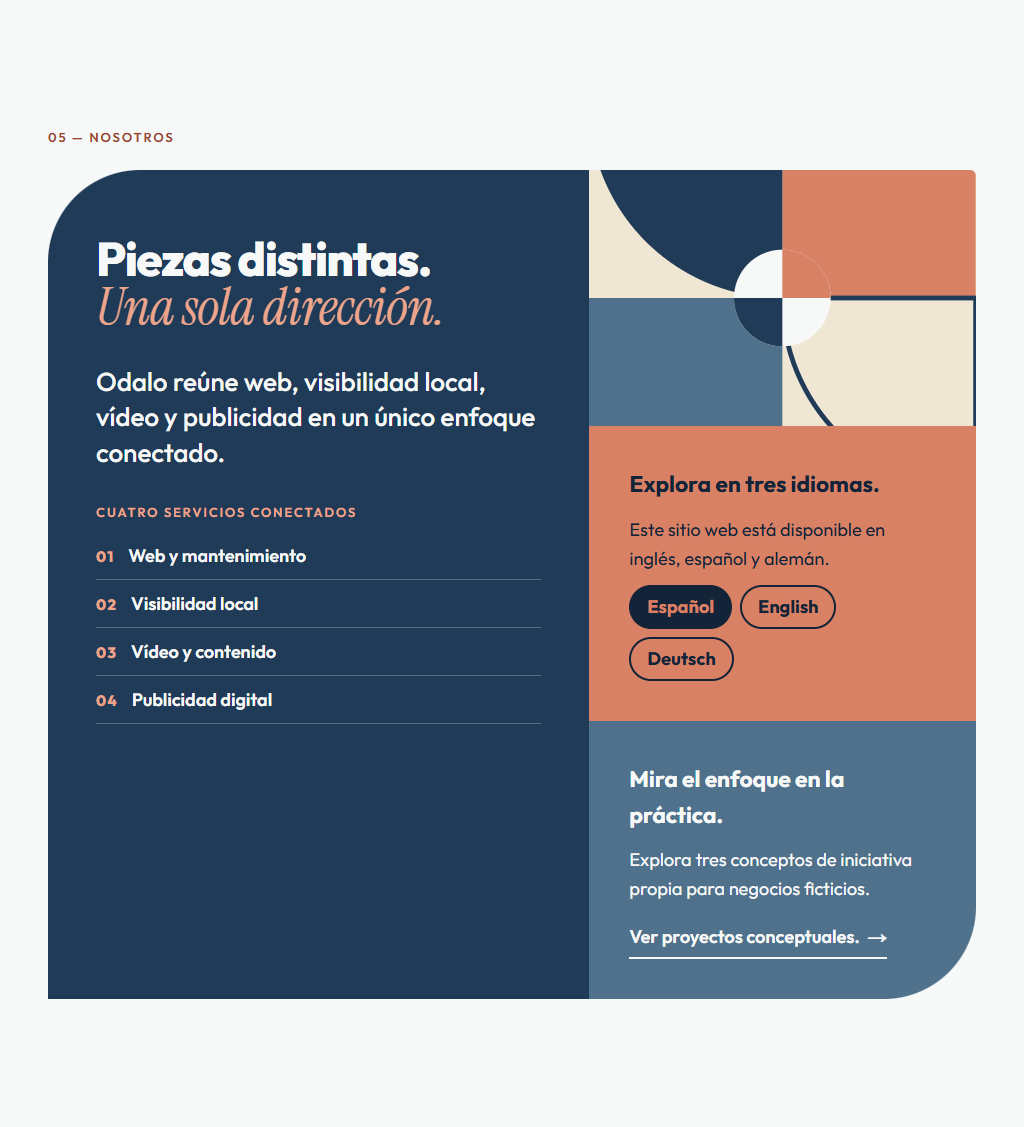 05 — NOSOTROS
Piezas distintas.
Una sola dirección.
Odalo reúne web, visibilidad local,
vídeo y publicidad en un único enfoque
conectado.
CUATRO SERVICIOS CONECTADOS
01 Web y mantenimiento
02 Visibilidad local
03 Vídeo y contenido
04 Publicidad digital
Explora en tres idiomas.
Este sitio web está disponible en
inglés, español y alemán.
Español English
Deutsch
Mira el enfoque en la
práctica.
Explora tres conceptos de iniciativa
propia para negocios ficticios.
Ver proyectos conceptuales. →